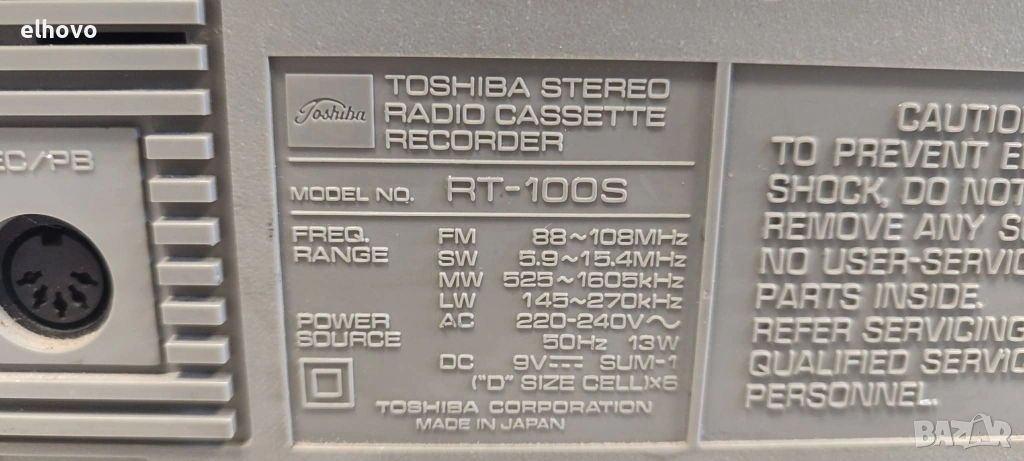 elhovo
EC/PB
Toshiba
TOSHIBA STEREO
RADIO CASSETTE
RECORDER
MODEL NO. RT-100S
FREQ. RANGE
FM 88~108MHz
SW 5.9~15.4MHz
MW 525~1605kHz
LW 145~270kHz
POWER SOURCE
AC 220-240V~
50Hz 13W
DC 9V⎓ SUM-1
("D" SIZE CELL)×6
TOSHIBA CORPORATION
MADE IN JAPAN
CAUTIO
TO PREVENT E
SHOCK, DO NOT
REMOVE ANY S
NO USER-SERVIC
PARTS INSIDE.
REFER SERVICING
QUALIFIED SERVIC
PERSONNEL.
BAZAR